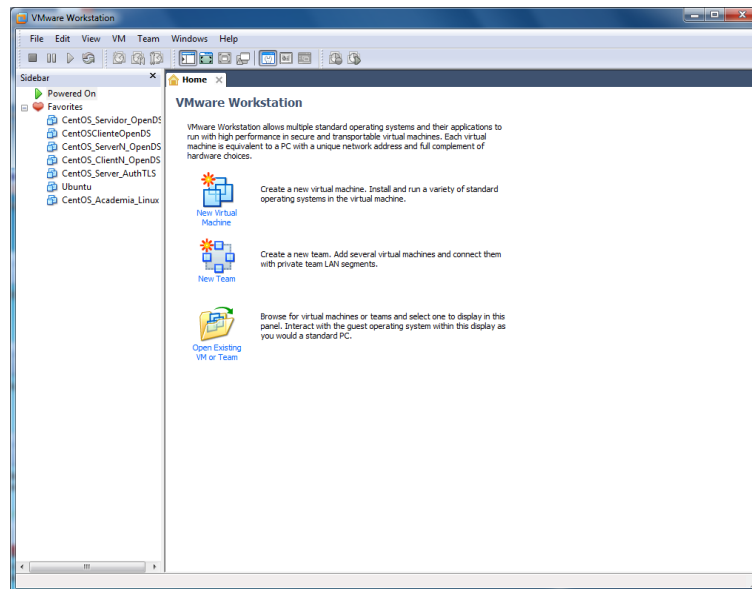 VMware Workstation
File Edit View VM Team Windows Help
Sidebar
Powered On
Favorites
CentOS_Servidor_OpenDS
CentOSClienteOpenDS
CentOS_ServerN_OpenDS
CentOS_ClientN_OpenDS
CentOS_Server_AuthTLS
Ubuntu
CentOS_Academia_Linux
Home
VMware Workstation
VMware Workstation allows multiple standard operating systems and their applications to
run with high performance in secure and transportable virtual machines. Each virtual
machine is equivalent to a PC with a unique network address and full complement of
hardware choices.
New Virtual
Machine
Create a new virtual machine. Install and run a variety of standard
operating systems in the virtual machine.
New Team
Create a new team. Add several virtual machines and connect them
with private team LAN segments.
Open Existing
VM or Team
Browse for virtual machines or teams and select one to display in this
panel. Interact with the guest operating system within this display as
you would a standard PC.